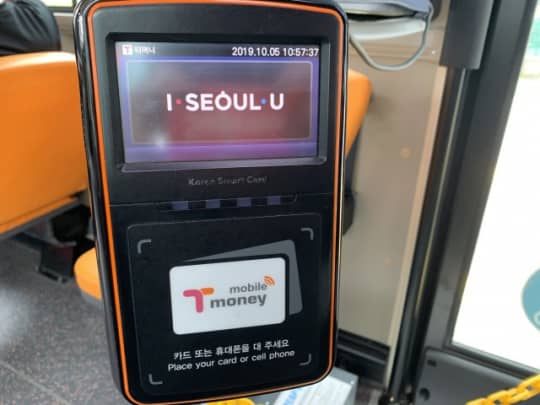 T 티머니 2019.10.05 10:57:37
I·SEOUL·U
Korea Smart Card
mobile
T money
카드 또는 휴대폰을 대 주세요
Place your card or cell phone